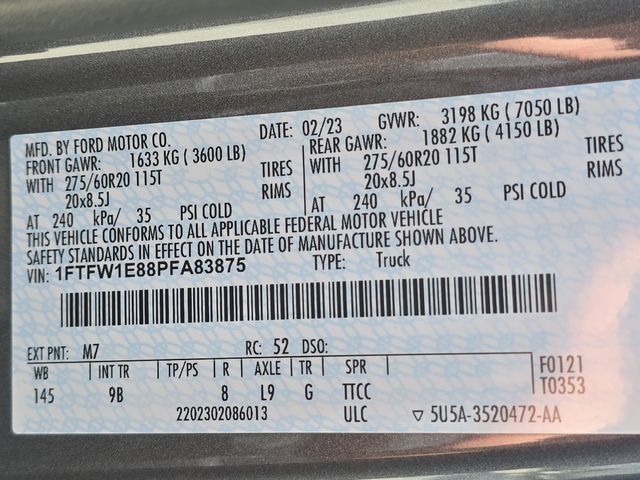 MFD. BY FORD MOTOR CO. DATE: 02/23 GVWR: 3198 KG ( 7050 LB)
FRONT GAWR: 1633 KG ( 3600 LB) REAR GAWR: 1882 KG ( 4150 LB)
WITH 275/60R20 115T TIRES WITH 275/60R20 115T TIRES
20x8.5J RIMS 20x8.5J RIMS
AT 240 kPa/ 35 PSI COLD AT 240 kPa/ 35 PSI COLD
THIS VEHICLE CONFORMS TO ALL APPLICABLE FEDERAL MOTOR VEHICLE
SAFETY STANDARDS IN EFFECT ON THE DATE OF MANUFACTURE SHOWN ABOVE.
VIN: 1FTFW1E88PFA83875 TYPE: Truck
EXT PNT: M7 RC: 52 DSO:
WB INT TR TP/PS R AXLE TR SPR F0121
145 9B 8 L9 G TTCC T0353
2202302086013 ULC ▽ 5U5A-3520472-AA